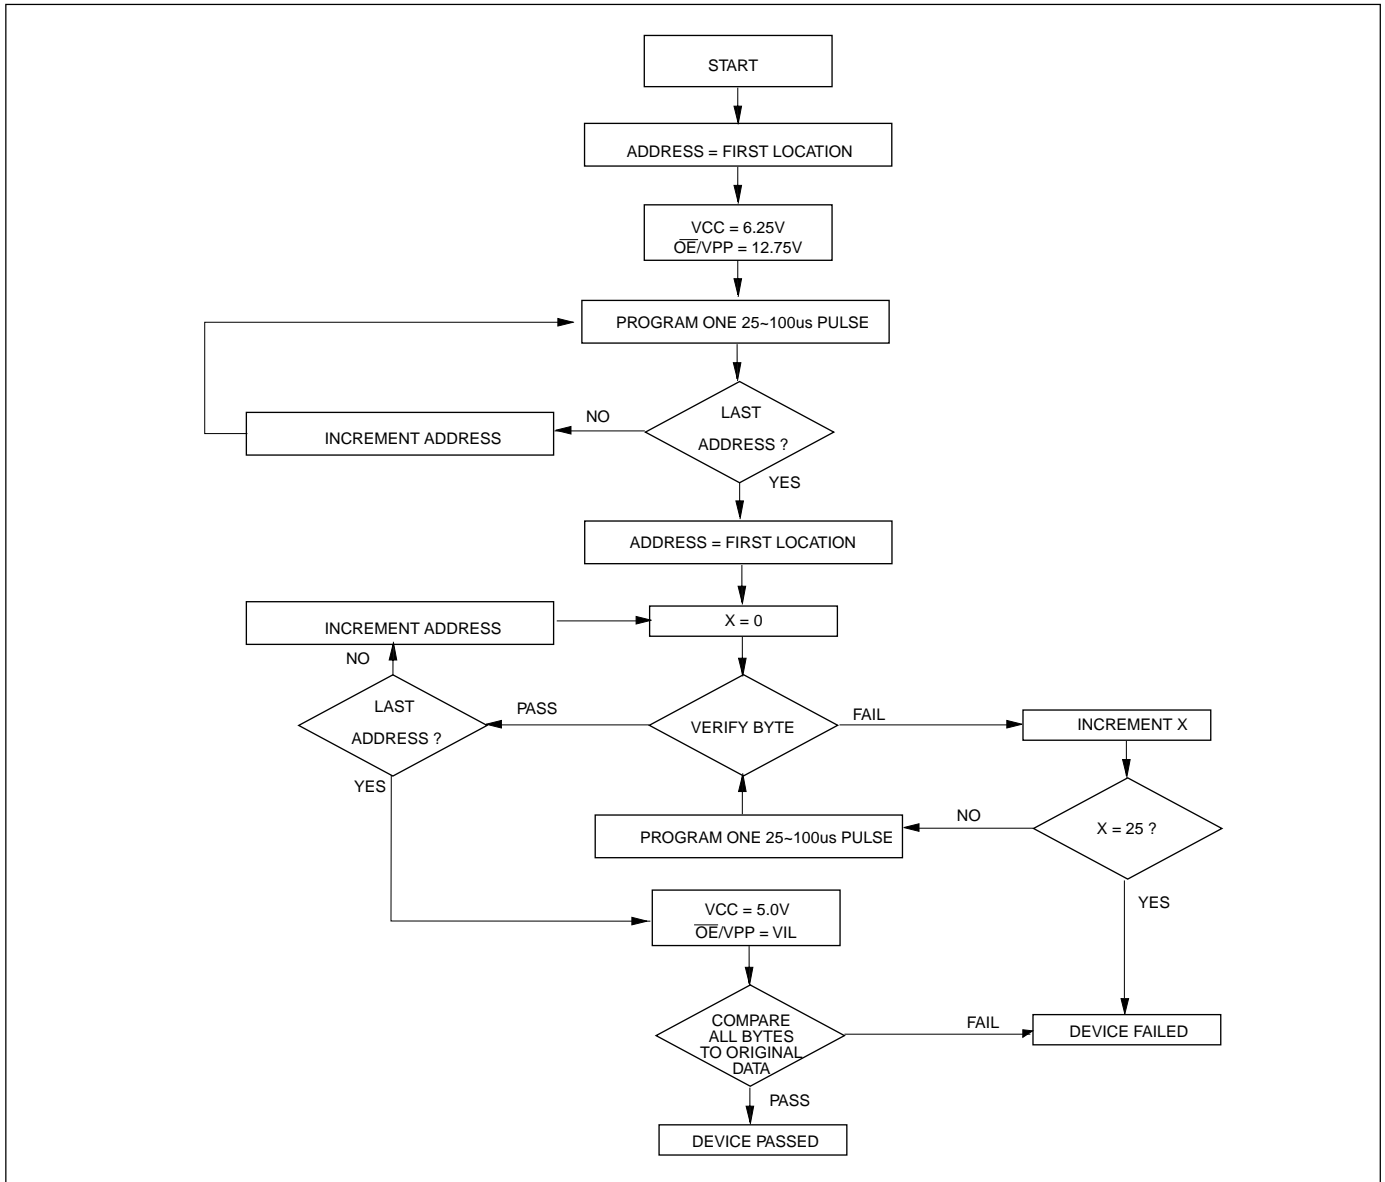 START
ADDRESS = FIRST LOCATION
VCC = 6.25V
OE/VPP = 12.75V
PROGRAM ONE 25~100us PULSE
LAST
ADDRESS ?
NO
INCREMENT ADDRESS
YES
ADDRESS = FIRST LOCATION
INCREMENT ADDRESS
X = 0
NO
LAST
ADDRESS ?
PASS
VERIFY BYTE
FAIL
INCREMENT X
YES
PROGRAM ONE 25~100us PULSE
NO
X = 25 ?
YES
VCC = 5.0V
OE/VPP = VIL
COMPARE
ALL BYTES
TO ORIGINAL
DATA
FAIL
DEVICE FAILED
PASS
DEVICE PASSED